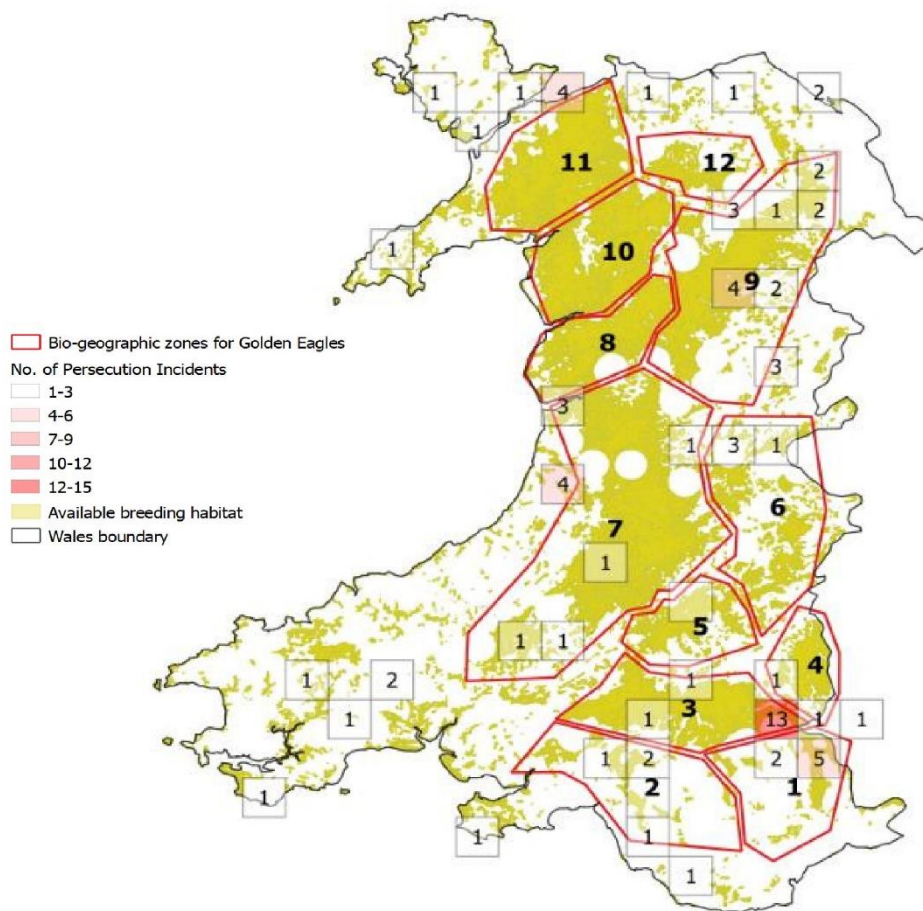 1 1 4 1 1 2
1
11 12 2
3 1 2
1 10
9
4 2
Bio-geographic zones for Golden Eagles
8
No. of Persecution Incidents
1-3
3
4-6
3
7-9
10-12
1 3 1
12-15
4
Available breeding habitat
6
Wales boundary
7
1
5
1 1
4
1 2 1 1
1 1 3 13 1 1
1 2 2 5
2 1
1
1 1
1